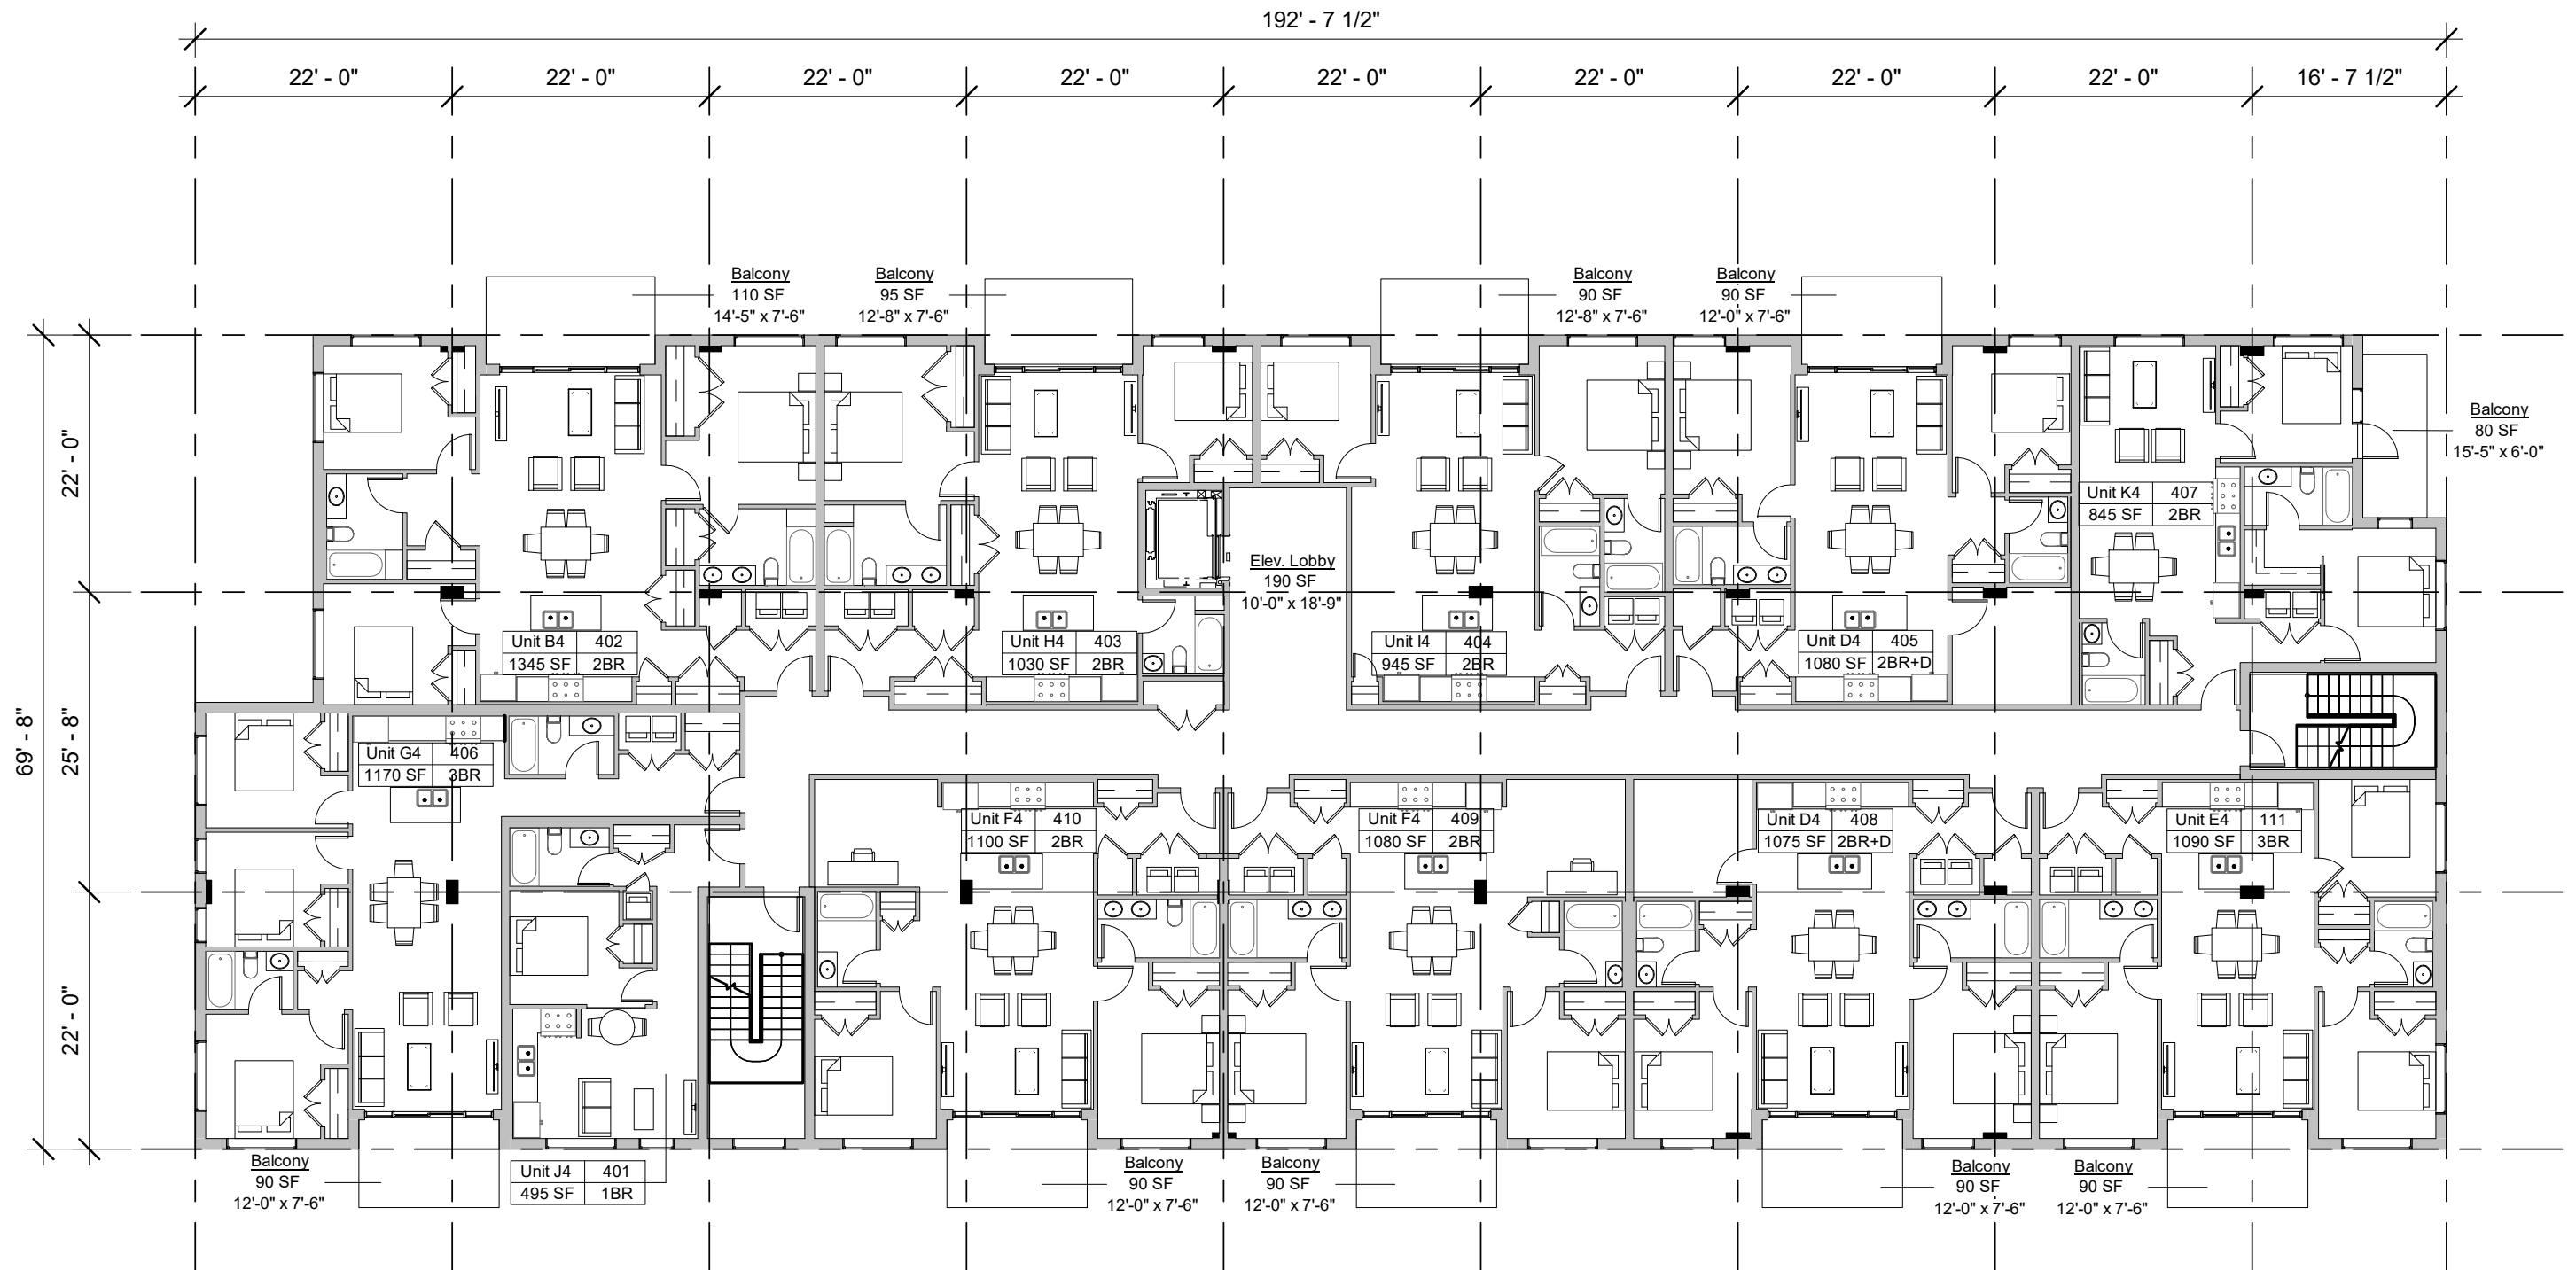 192' - 7 1/2"
22' - 0"
22' - 0"
22' - 0"
22' - 0"
22' - 0"
22' - 0"
22' - 0"
22' - 0"
16' - 7 1/2"
Balcony
110 SF
14'-5" x 7'-6"
Balcony
95 SF
12'-8" x 7'-6"
Balcony
90 SF
12'-8" x 7'-6"
Balcony
90 SF
12'-0" x 7'-6"
Balcony
80 SF
15'-5" x 6'-0"
22' - 0"
69' - 8"
25' - 8"
22' - 0"
Unit K4 407
845 SF 2BR
Elev. Lobby
190 SF
10'-0" x 18'-9"
Unit B4 402
1345 SF 2BR
Unit H4 403
1030 SF 2BR
Unit I4 404
945 SF 2BR
Unit D4 405
1080 SF 2BR+D
Unit G4 406
1170 SF 3BR
Unit F4 410
1100 SF 2BR
Unit F4 409
1080 SF 2BR
Unit D4 408
1075 SF 2BR+D
Unit E4 111
1090 SF 3BR
Balcony
90 SF
12'-0" x 7'-6"
Unit J4 401
495 SF 1BR
Balcony
90 SF
12'-0" x 7'-6"
Balcony
90 SF
12'-0" x 7'-6"
Balcony
90 SF
12'-0" x 7'-6"
Balcony
90 SF
12'-0" x 7'-6"